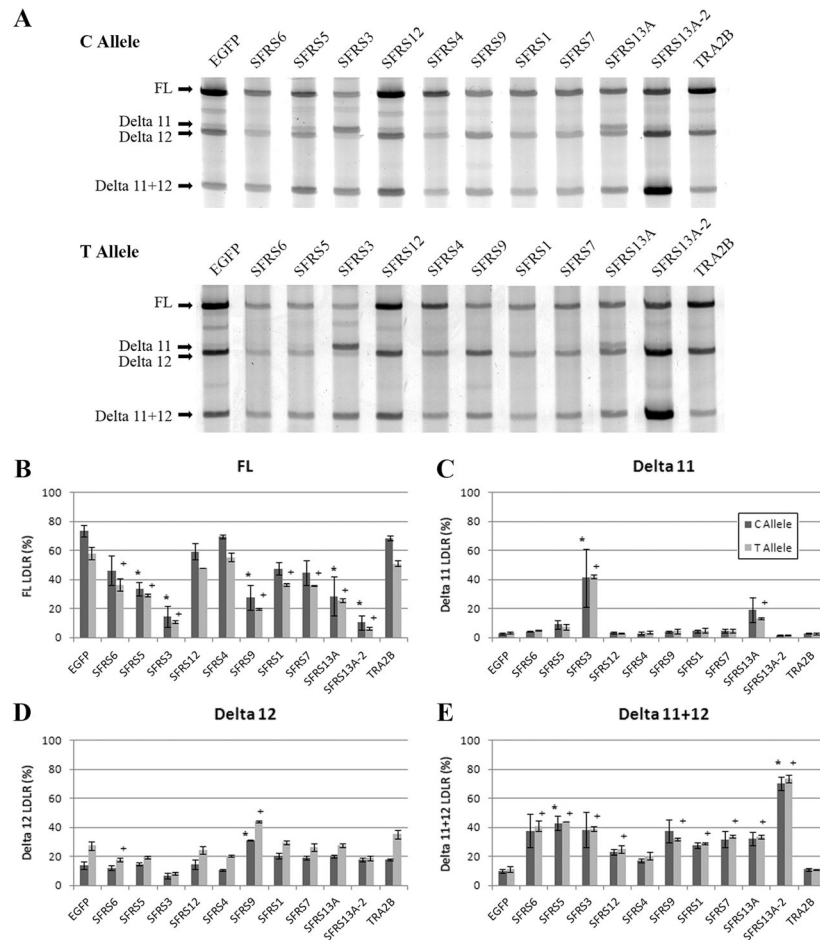 A
C Allele
EGFP SFRS6 SFRS5 SFRS3 SFRS12 SFRS4 SFRS9 SFRS1 SFRS7 SFRS13A SFRS13A-2 TRA2B
FL
Delta 11
Delta 12
Delta 11+12
T Allele
EGFP SFRS6 SFRS5 SFRS3 SFRS12 SFRS4 SFRS9 SFRS1 SFRS7 SFRS13A SFRS13A-2 TRA2B
FL
Delta 11
Delta 12
Delta 11+12
B
FL
FL LDLR (%)
100
80
60
40
20
0
+ * + * + * + + + * + * +
EGFP SFRS6 SFRS5 SFRS3 SFRS12 SFRS4 SFRS9 SFRS1 SFRS7 SFRS13A SFRS13A-2 TRA2B
C
Delta 11
Delta 11 LDLR (%)
100
80
60
40
20
0
C Allele
T Allele
* + +
EGFP SFRS6 SFRS5 SFRS3 SFRS12 SFRS4 SFRS9 SFRS1 SFRS7 SFRS13A SFRS13A-2 TRA2B
D
Delta 12
Delta 12 LDLR (%)
100
80
60
40
20
0
+ * +
EGFP SFRS6 SFRS5 SFRS3 SFRS12 SFRS4 SFRS9 SFRS1 SFRS7 SFRS13A SFRS13A-2 TRA2B
E
Delta 11+12
Delta 11+12 LDLR (%)
100
80
60
40
20
0
+ * + + + + + + + * +
EGFP SFRS6 SFRS5 SFRS3 SFRS12 SFRS4 SFRS9 SFRS1 SFRS7 SFRS13A SFRS13A-2 TRA2B